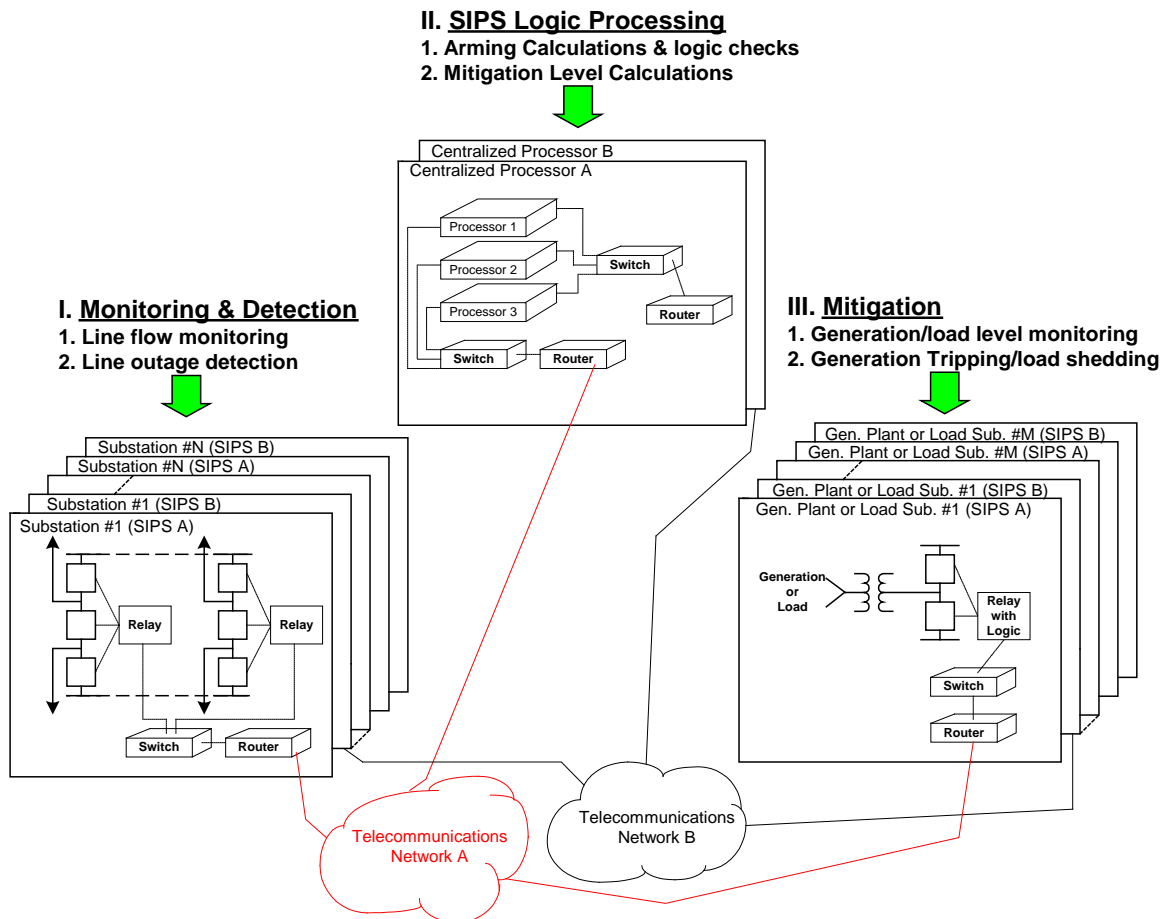 II. SIPS Logic Processing
1. Arming Calculations & logic checks
2. Mitigation Level Calculations
Centralized Processor B
Centralized Processor A
Processor 1
Processor 2
Processor 3
Switch
Router
Switch
Router
I. Monitoring & Detection
1. Line flow monitoring
2. Line outage detection
III. Mitigation
1. Generation/load level monitoring
2. Generation Tripping/load shedding
Substation #N (SIPS B)
Substation #N (SIPS A)
Substation #1 (SIPS B)
Substation #1 (SIPS A)
Relay
Relay
Switch
Router
Gen. Plant or Load Sub. #M (SIPS B)
Gen. Plant or Load Sub. #M (SIPS A)
Gen. Plant or Load Sub. #1 (SIPS B)
Gen. Plant or Load Sub. #1 (SIPS A)
Generation
or
Load
Relay
with
Logic
Switch
Router
Telecommunications
Network A
Telecommunications
Network B